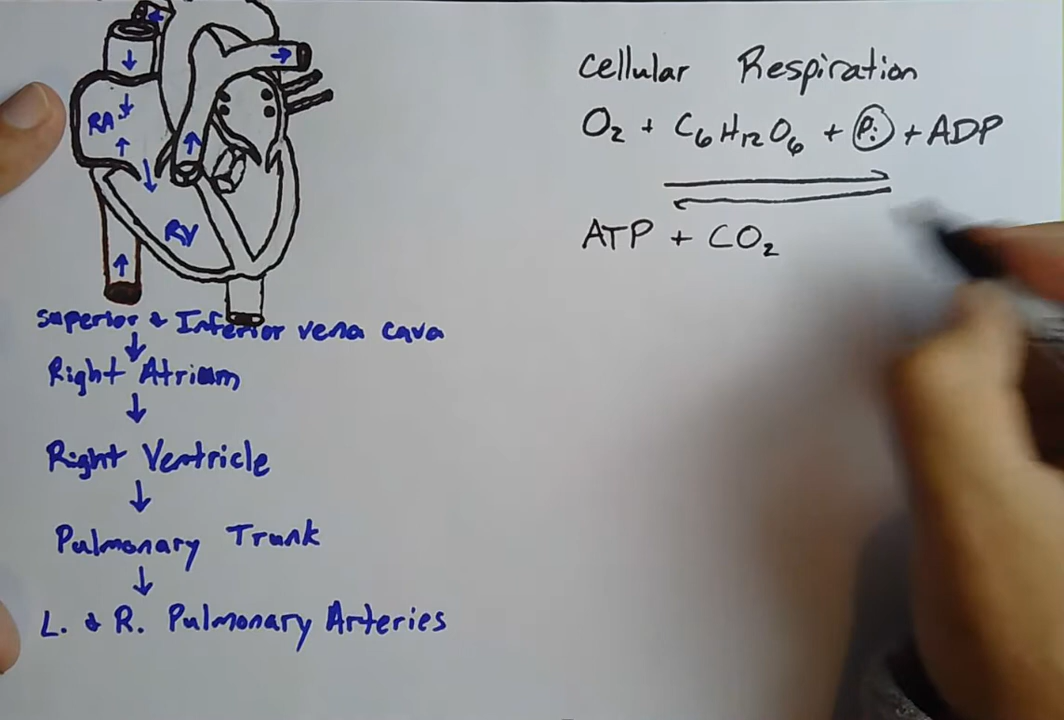 RA
RV
Superior & Inferior vena cava
↓
Right Atrium
↓
Right Ventricle
↓
Pulmonary Trunk
↓
L. & R. Pulmonary Arteries
Cellular Respiration
O₂ + C₆H₁₂O₆ + Pi + ADP
ATP + CO₂